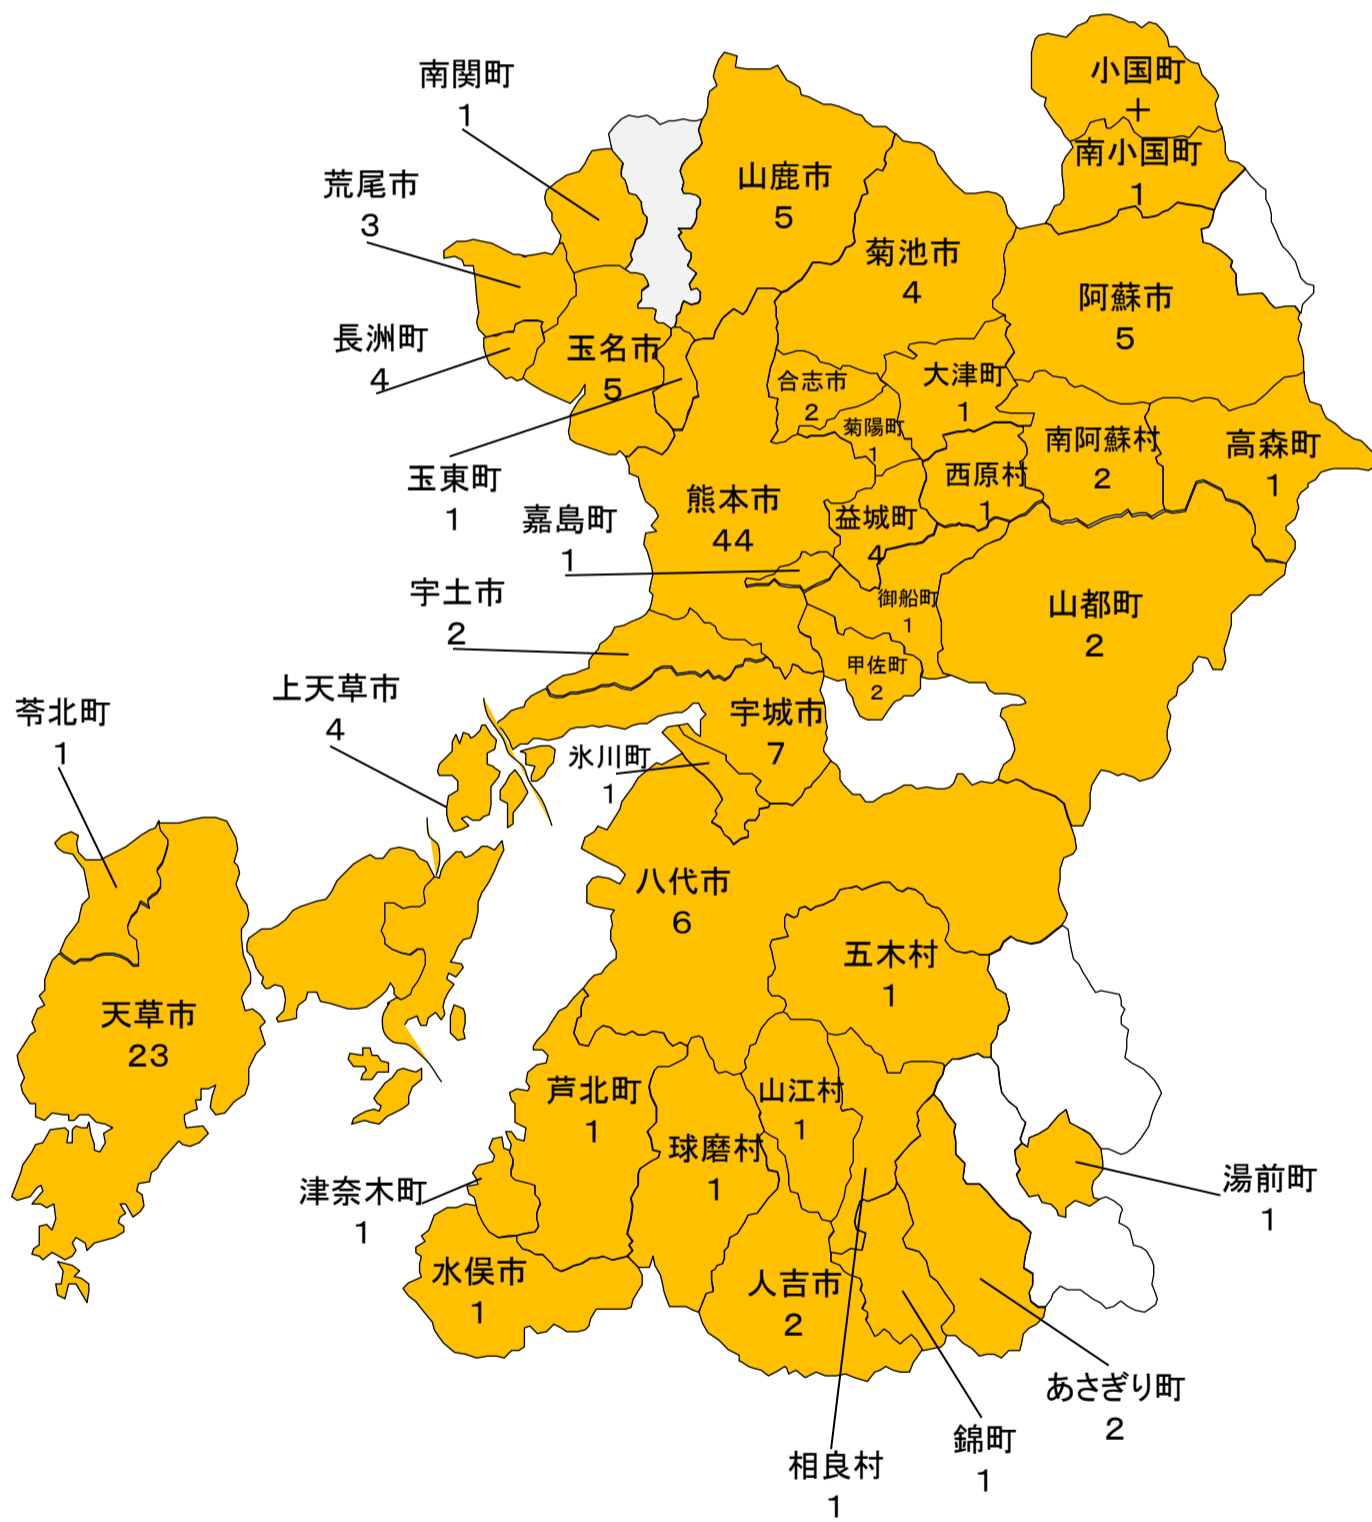 小国町
＋
南関町
1
南小国町
1
山鹿市
5
荒尾市
3
菊池市
4
阿蘇市
5
長洲町
4
玉名市
5
合志市
2
大津町
1
菊陽町
1
南阿蘇村
2
高森町
1
玉東町
1
西原村
1
熊本市
44
嘉島町
1
益城町
4
宇土市
2
御船町
1
山都町
2
甲佐町
2
上天草市
4
苓北町
1
宇城市
7
氷川町
1
八代市
6
五木村
1
天草市
23
芦北町
1
山江村
1
球磨村
1
津奈木町
1
湯前町
1
水俣市
1
人吉市
2
あさぎり町
2
錦町
1
相良村
1